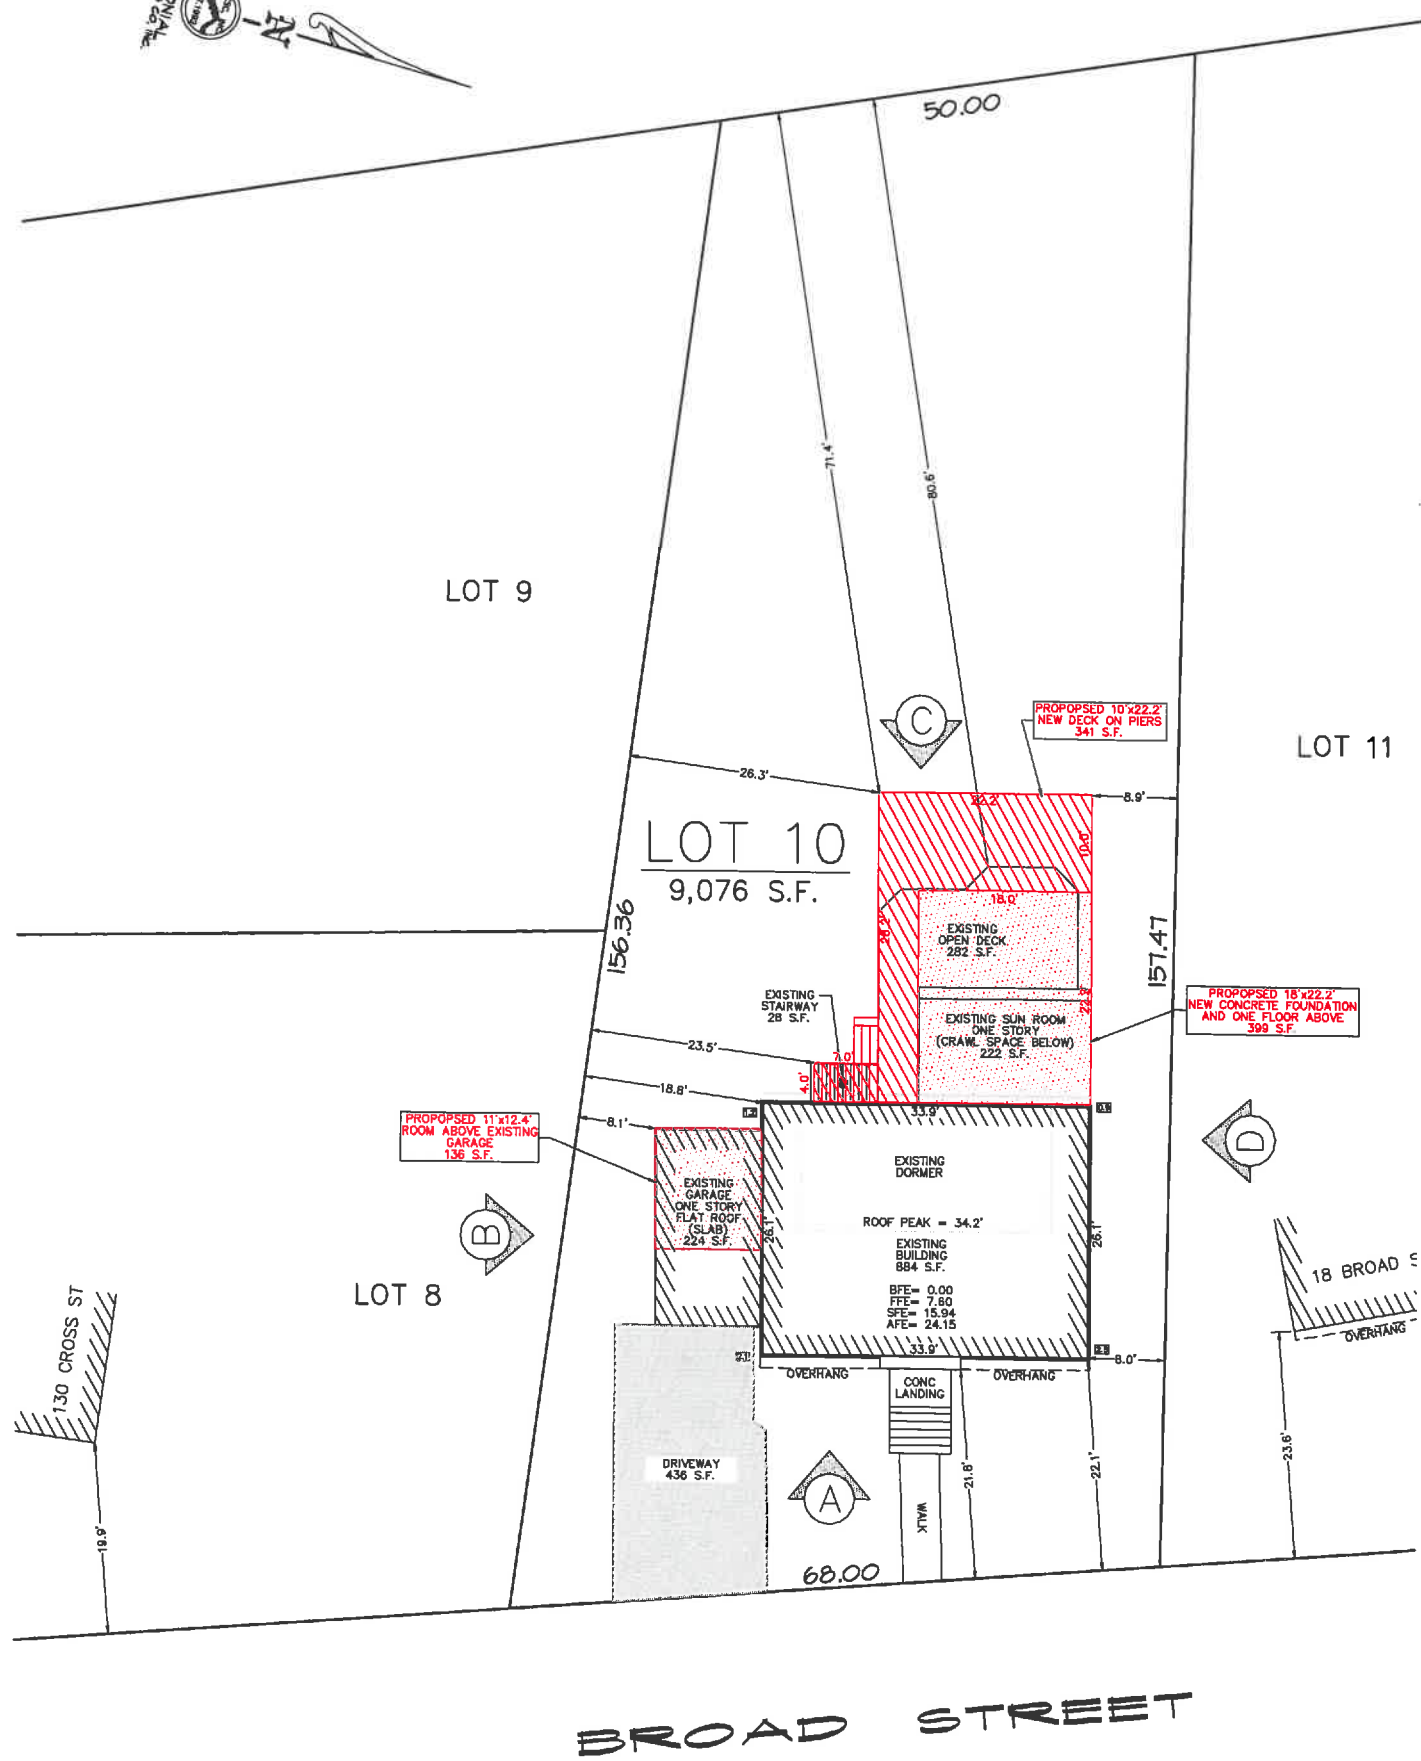 N
50.00
71.4'
80.6'
LOT 9
C
PROPOPSED 10'x22.2'
NEW DECK ON PIERS
341 S.F.
LOT 11
26.3'
22.2'
8.9'
10.0'
LOT 10
9,076 S.F.
18.0'
156.36
EXISTING
OPEN DECK
282 S.F.
157.47
EXISTING
STAIRWAY
28 S.F.
PROPOPSED 18'x22.2'
NEW CONCRETE FOUNDATION
AND ONE FLOOR ABOVE
399 S.F.
EXISTING SUN ROOM
ONE STORY
(CRAWL SPACE BELOW)
222 S.F.
23.5'
7.0'
4.0'
18.8'
8.1'
33.9'
PROPOPSED 11'x12.4'
ROOM ABOVE EXISTING
GARAGE
136 S.F.
D
EXISTING
DORMER
EXISTING
GARAGE
ONE STORY
FLAT ROOF
(SLAB)
224 S.F.
26.1'
ROOF PEAK = 34.2'
26.1'
B
EXISTING
BUILDING
884 S.F.
BFE= 0.00
FFE= 7.80
SFE= 15.94
AFE= 24.15
LOT 8
130 CROSS ST
18 BROAD S
OVERHANG
33.9'
8.0'
OVERHANG
OVERHANG
CONC
LANDING
23.6'
DRIVEWAY
436 S.F.
21.8'
22.1'
A
WALK
19.9'
68.00
BROAD STREET